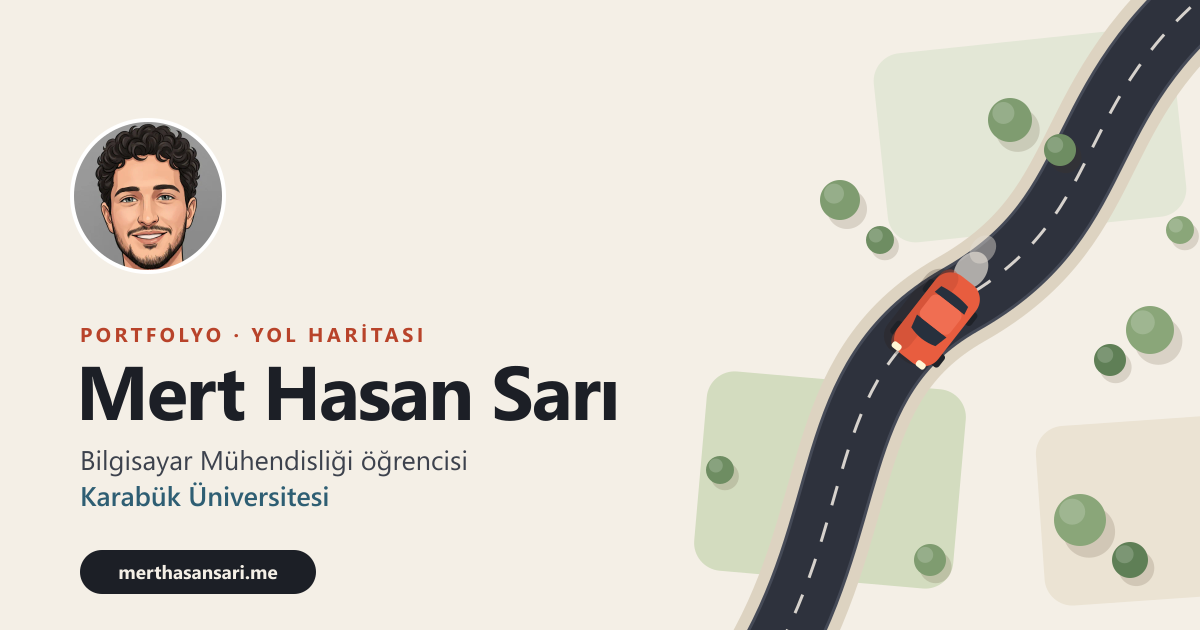 PORTFOLYO · YOL HARİTASI
Mert Hasan Sarı
Bilgisayar Mühendisliği öğrencisi
Karabük Üniversitesi
merthasansari.me